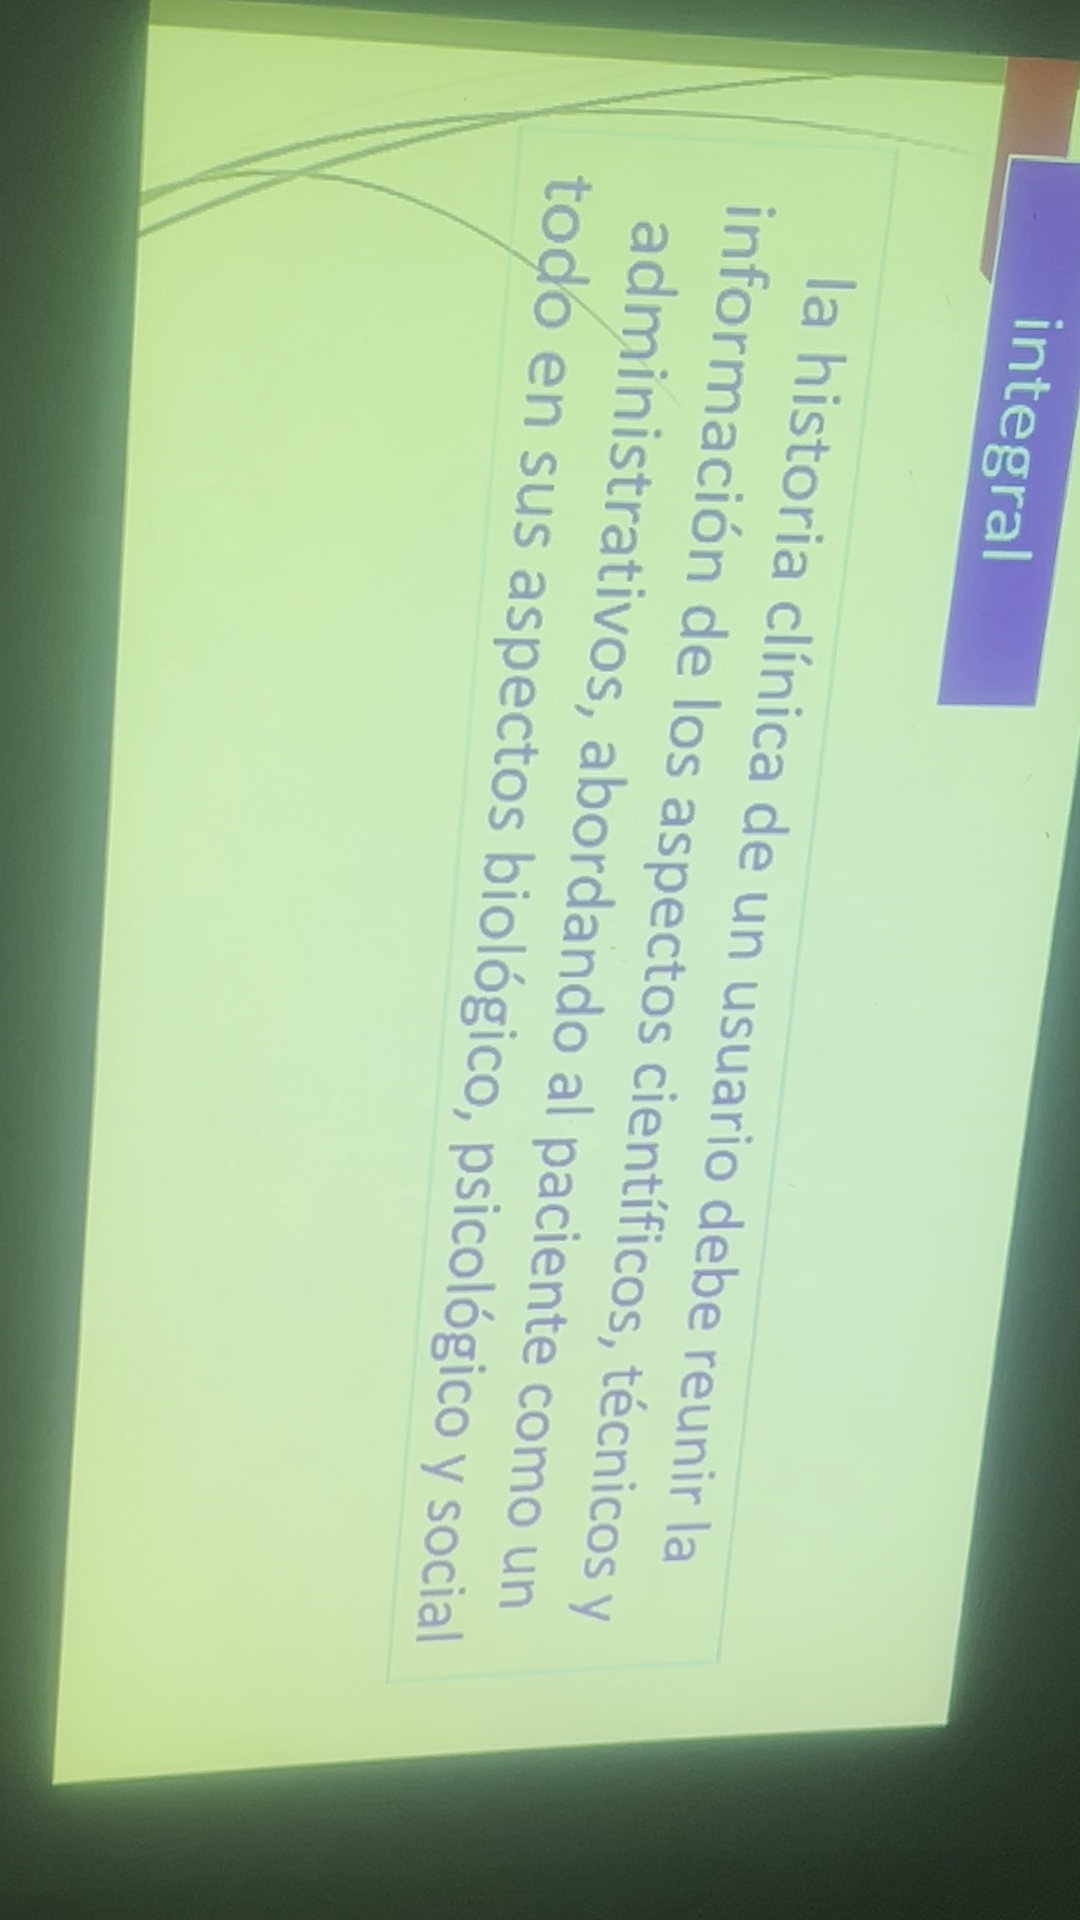 integral
la historia clínica de un usuario debe reunir la
información de los aspectos científicos, técnicos y
administrativos, abordando al paciente como un
todo en sus aspectos biológico, psicológico y social